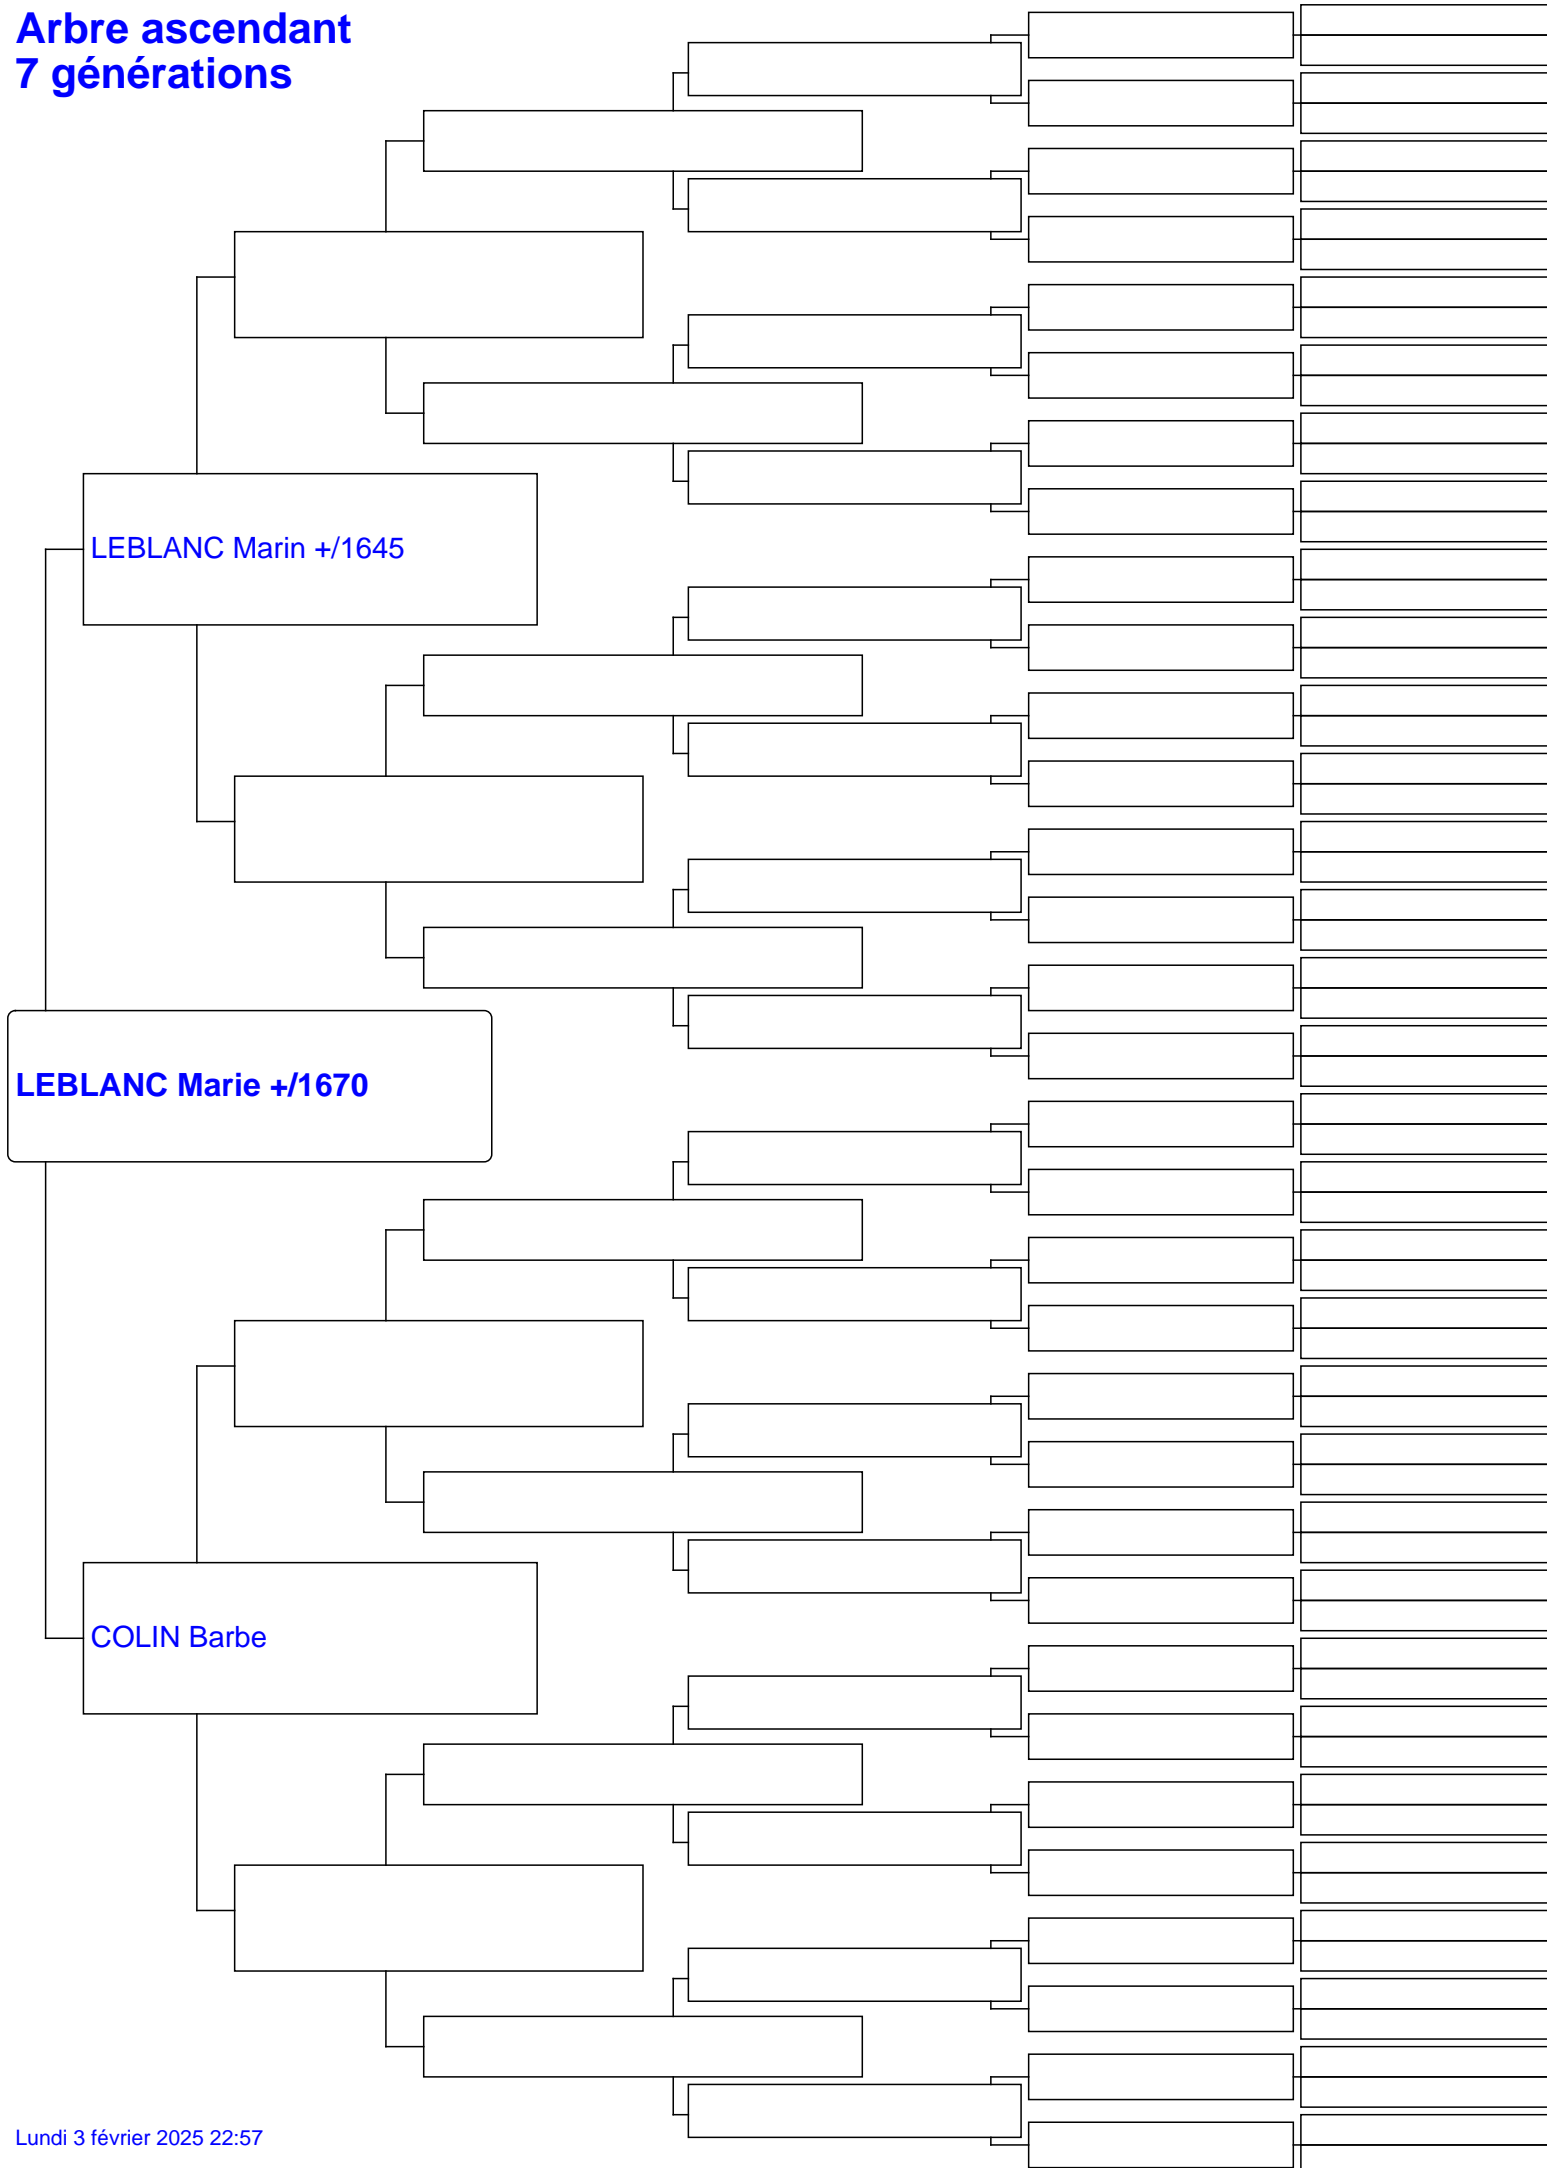 Arbre ascendant
7 générations
LEBLANC Marin +/1645
LEBLANC Marie +/1670
COLIN Barbe
Lundi 3 février 2025 22:57